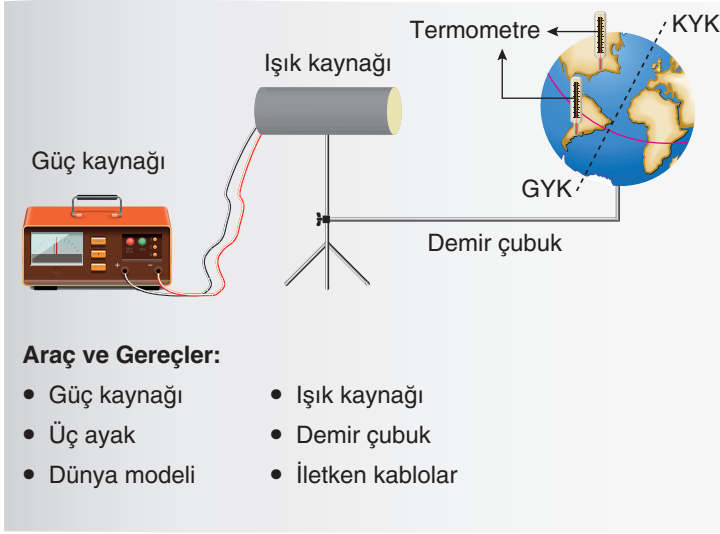 Termometre
KYK
Işık kaynağı
Güç kaynağı
GYK
Demir çubuk
Araç ve Gereçler:
• Güç kaynağı
• Işık kaynağı
• Üç ayak
• Demir çubuk
• Dünya modeli
• İletken kablolar